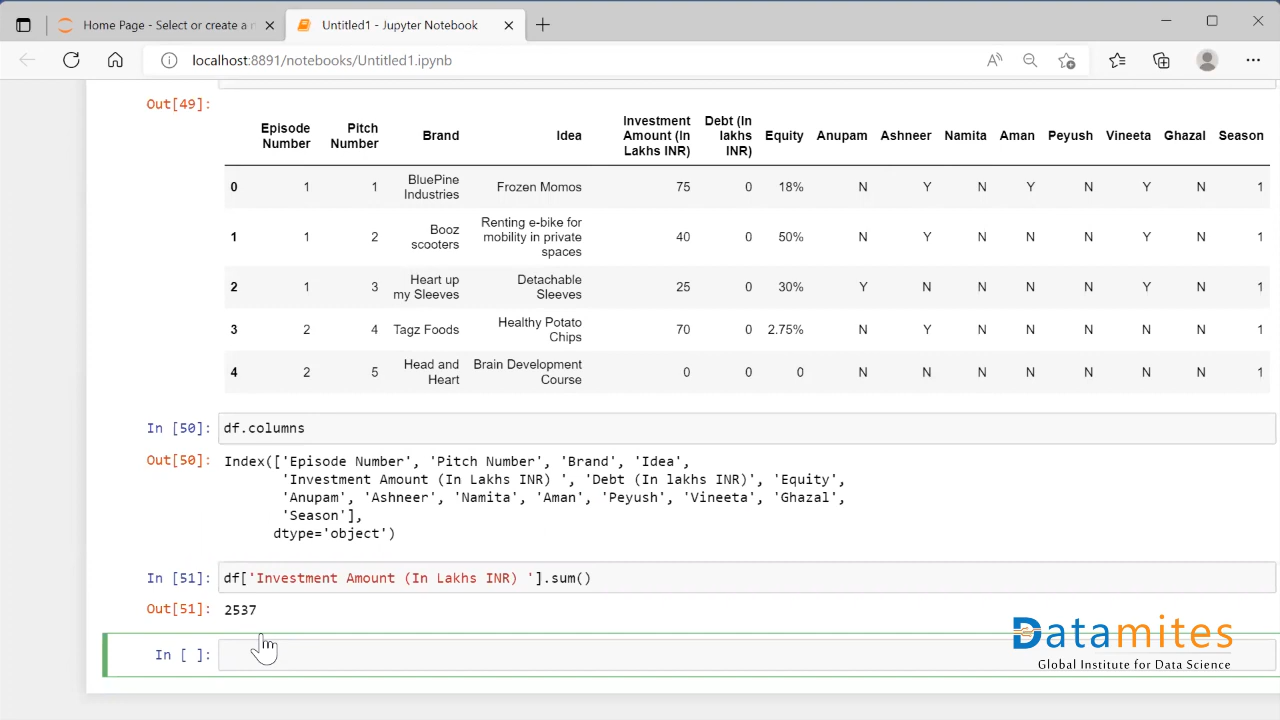 Home Page - Select or create a n
Untitled1 - Jupyter Notebook
localhost:8891/notebooks/Untitled1.ipynb
Out[49]:
Episode Number Pitch Number Brand Idea Investment Amount (In Lakhs INR) Debt (In lakhs INR) Equity Anupam Ashneer Namita Aman Peyush Vineeta Ghazal Season
0 1 1 BluePine Industries Frozen Momos 75 0 18% N Y N Y N Y N 1
1 1 2 Booz scooters Renting e-bike for mobility in private spaces 40 0 50% N Y N N N Y N 1
2 1 3 Heart up my Sleeves Detachable Sleeves 25 0 30% Y N N N N Y N 1
3 2 4 Tagz Foods Healthy Potato Chips 70 0 2.75% N Y N N N N N 1
4 2 5 Head and Heart Brain Development Course 0 0 0 N N N N N N N 1
In [50]: df.columns
Out[50]: Index(['Episode Number', 'Pitch Number', 'Brand', 'Idea',
'Investment Amount (In Lakhs INR) ', 'Debt (In lakhs INR)', 'Equity',
'Anupam', 'Ashneer', 'Namita', 'Aman', 'Peyush', 'Vineeta', 'Ghazal',
'Season'],
dtype='object')
In [51]: df['Investment Amount (In Lakhs INR) '].sum()
Out[51]: 2537
In [ ]:
Datamites
Global Institute for Data Science